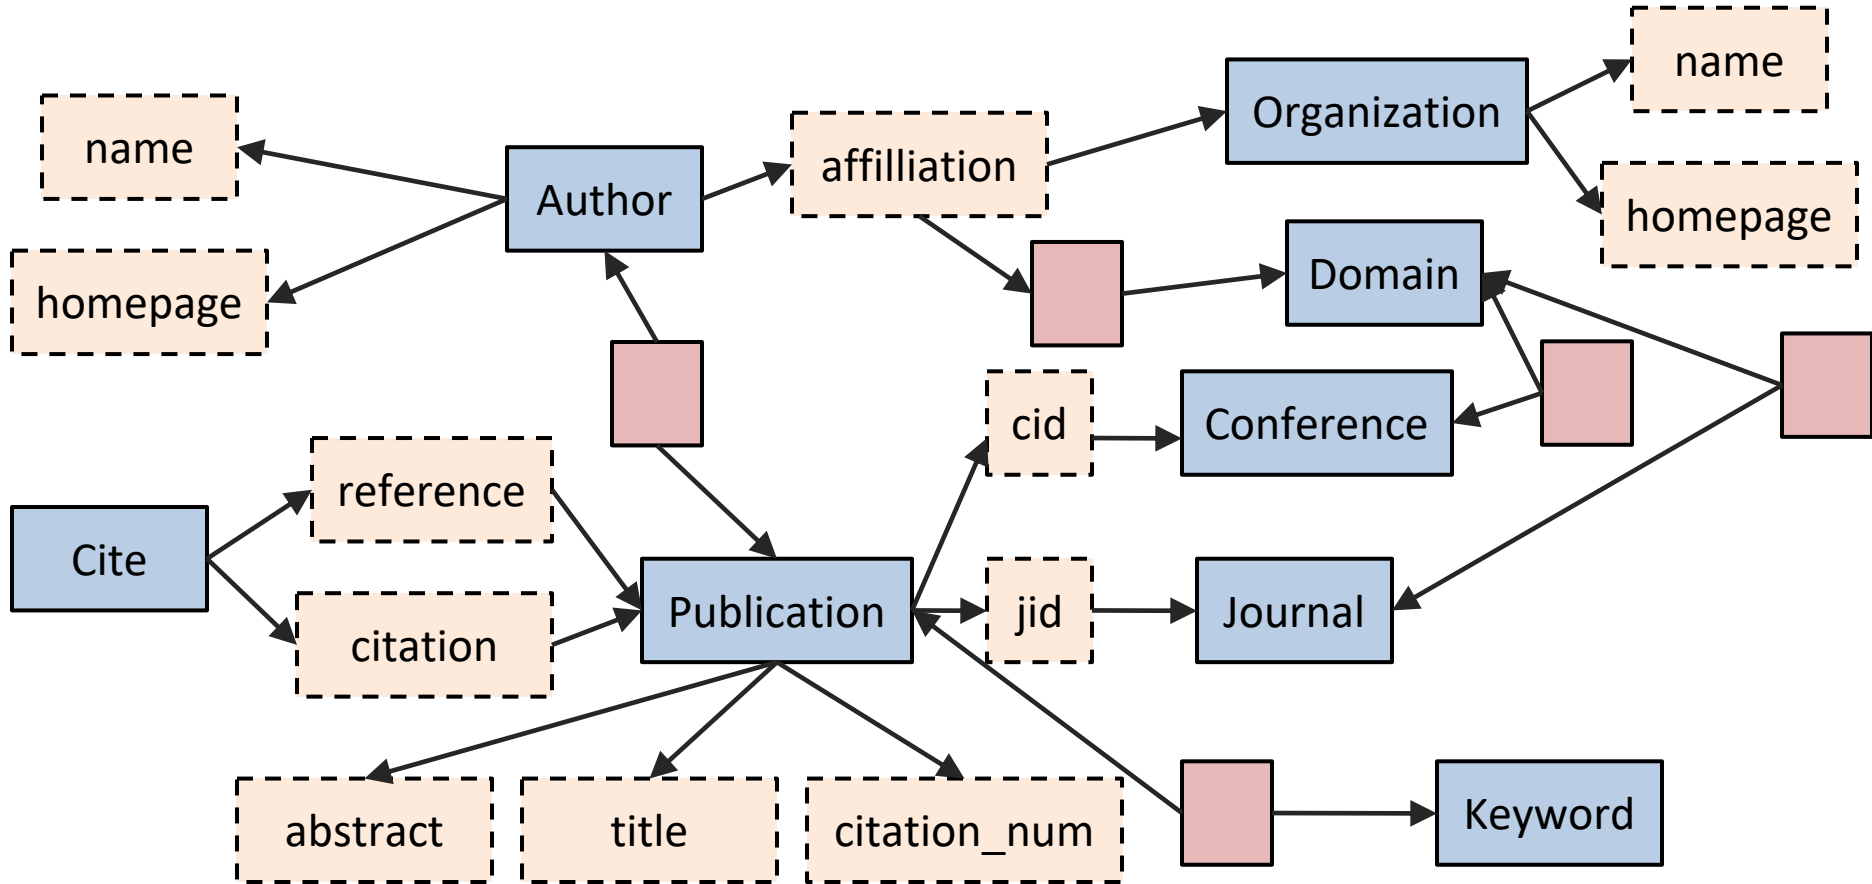 name
Organization
name
affilliation
Author
homepage
Domain
homepage
cid
Conference
reference
Cite
citation
Publication
jid
Journal
abstract
title
citation_num
Keyword